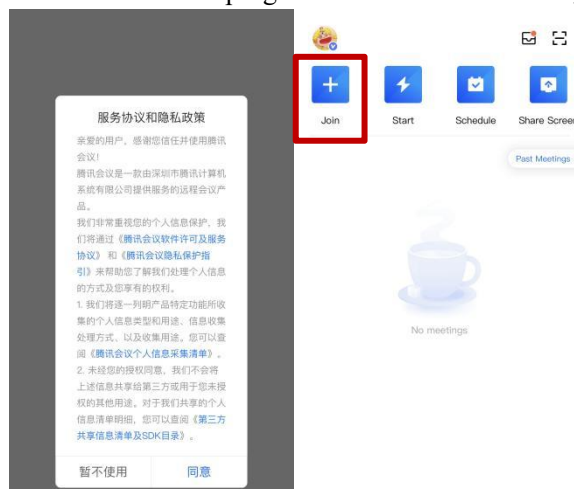 服务协议和隐私政策
亲爱的用户，感谢您信任并使用腾讯
会议！
腾讯会议是一款由深圳市腾讯计算机
系统有限公司提供服务的远程会议产
品。
我们非常重视您的个人信息保护，我
们将通过《腾讯会议软件许可及服务
协议》 和《腾讯会议隐私保护指
引》来帮助您了解我们处理个人信息
的方式及您享有的权利。
1. 我们将逐一列明产品特定功能所收
集的个人信息类型和用途、信息收集
处理方式、以及收集用途。您可以查
阅《腾讯会议个人信息采集清单》。
2. 未经您的授权同意，我们不会将
上述信息共享给第三方或用于您未授
权的其他用途。对于我们共享的个人
信息清单明细，您可以查阅《第三方
共享信息清单及SDK目录》。
暂不使用 同意
Join Start Schedule Share Screen
Past Meetings
No meetings